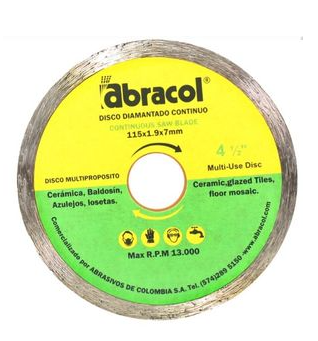 abracol®
DISCO DIAMANTADO CONTINUO
CONTINUOUS SAW BLADE
115x1.9x7mm
4 ½"
Multi-Use Disc
DISCO MULTIPROPOSITO
Cerámica, Baldosín,
Azulejos, losetas.
Ceramic,glazed Tiles,
floor mosaic.
Max R.P.M 13.000
Comercializado por ABRASIVOS DE COLOMBIA S.A. Tel. (574)289 5150 - www.abracol.com